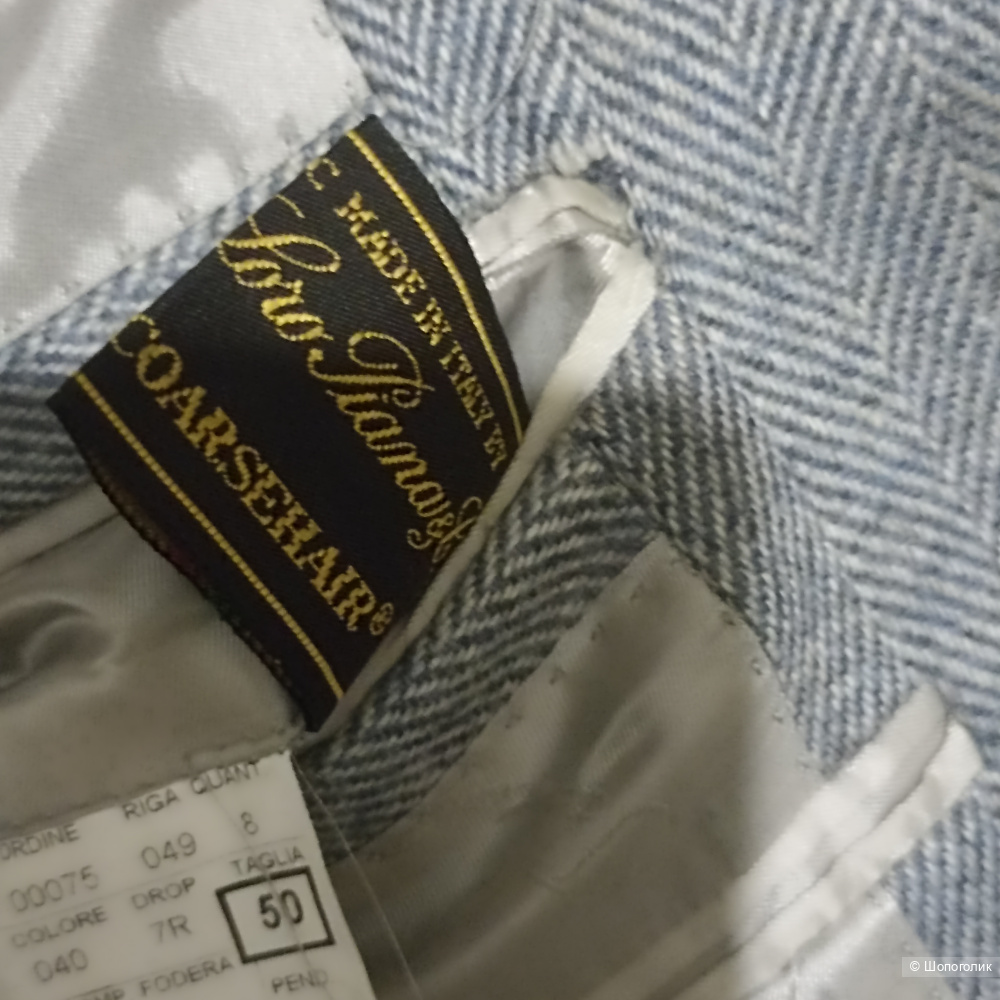 MADE IN ITALY BY
Loro Piana &
COARSEHAIR®
ORDINE RIGA QUANT
00075 049 8
COLORE DROP TAGLIA
040 7R 50
FODERA PEND
© Шопоголик